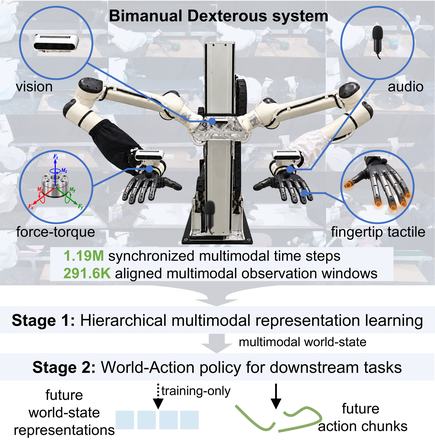 Bimanual Dexterous system
vision
audio
force-torque
fingertip tactile
1.19M synchronized multimodal time steps
291.6K aligned multimodal observation windows
Stage 1: Hierarchical multimodal representation learning
multimodal world-state
Stage 2: World-Action policy for downstream tasks
training-only
future
world-state
representations
future
action chunks